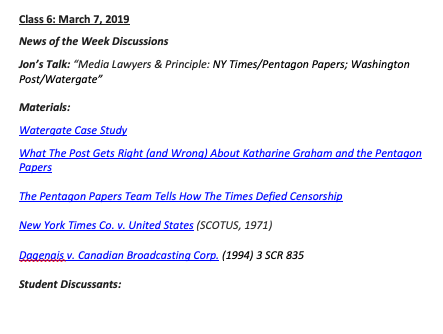 Class 6: March 7, 2019
News of the Week Discussions
Jon's Talk: “Media Lawyers & Principle: NY Times/Pentagon Papers; Washington
Post/Watergate”
Materials:
Watergate Case Study
What The Post Gets Right (and Wrong) About Katharine Graham and the Pentagon
Papers
The Pentagon Papers Team Tells How The Times Defied Censorship
New York Times Co. v. United States (SCOTUS, 1971)
Dagenais v. Canadian Broadcasting Corp. (1994) 3 SCR 835
Student Discussants: